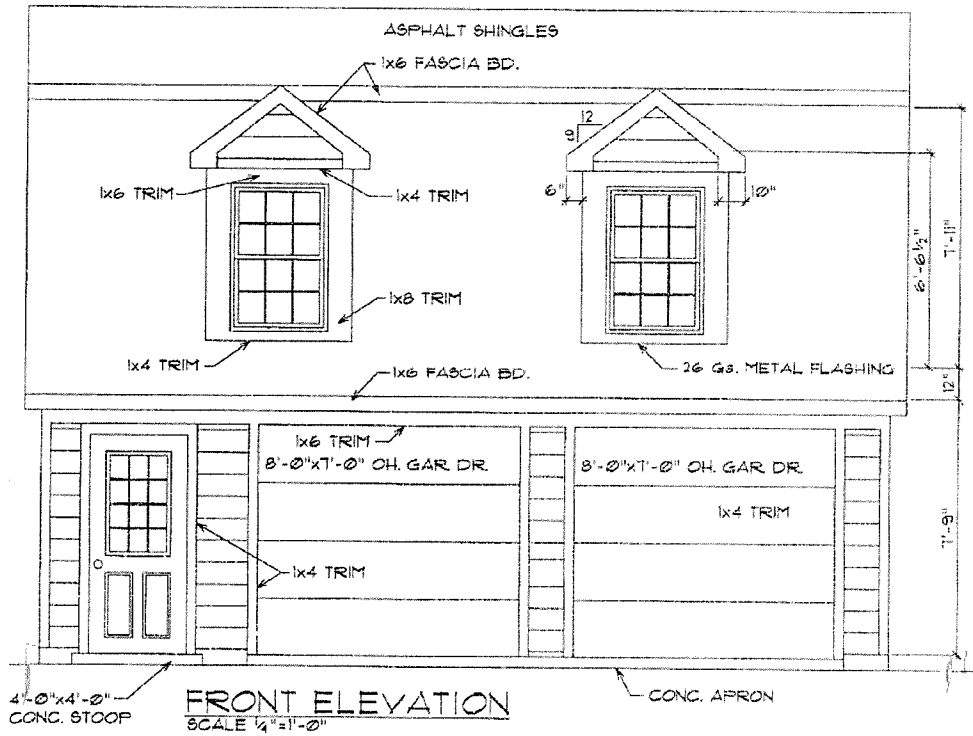 ASPHALT SHINGLES
1x6 FASCIA BD.
12
9
1x6 TRIM
1x4 TRIM
6"
10"
6'-6½"
7'-11"
1x8 TRIM
1x4 TRIM
26 Ga. METAL FLASHING
1x6 FASCIA BD.
12"
1x6 TRIM
8'-0"x7'-0" OH. GAR. DR.
8'-0"x7'-0" OH. GAR. DR.
1x4 TRIM
7'-9"
1x4 TRIM
4'-0"x4'-0"
CONC. STOOP
CONC. APRON
FRONT ELEVATION
SCALE ¼"=1'-0"